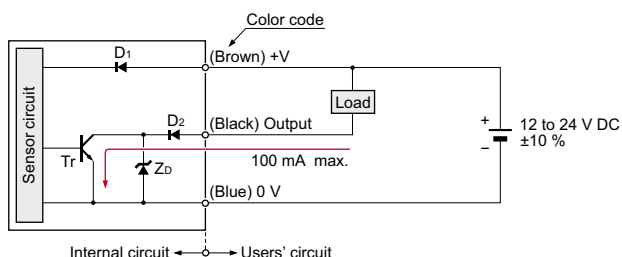 Color code
D1
(Brown) +V
Load
Sensor circuit
D2
(Black) Output
+
12 to 24 V DC
−
±10 %
Tr
ZD
100 mA max.
(Blue) 0 V
Internal circuit
Users' circuit